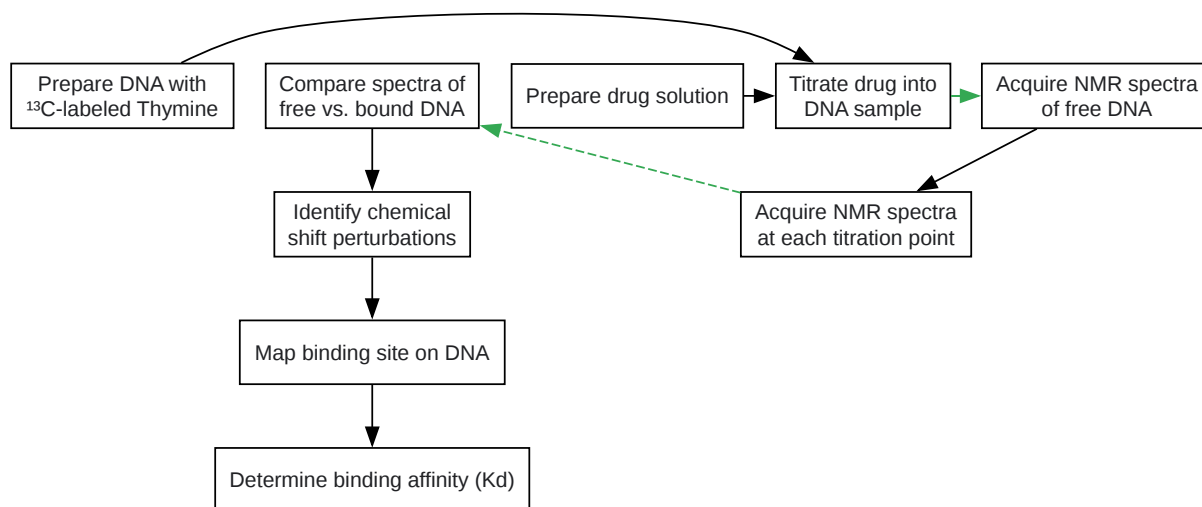 Prepare DNA with
¹³C-labeled Thymine
Compare spectra of
free vs. bound DNA
Prepare drug solution
Titrate drug into
DNA sample
Acquire NMR spectra
of free DNA
Identify chemical
shift perturbations
Acquire NMR spectra
at each titration point
Map binding site on DNA
Determine binding affinity (Kd)